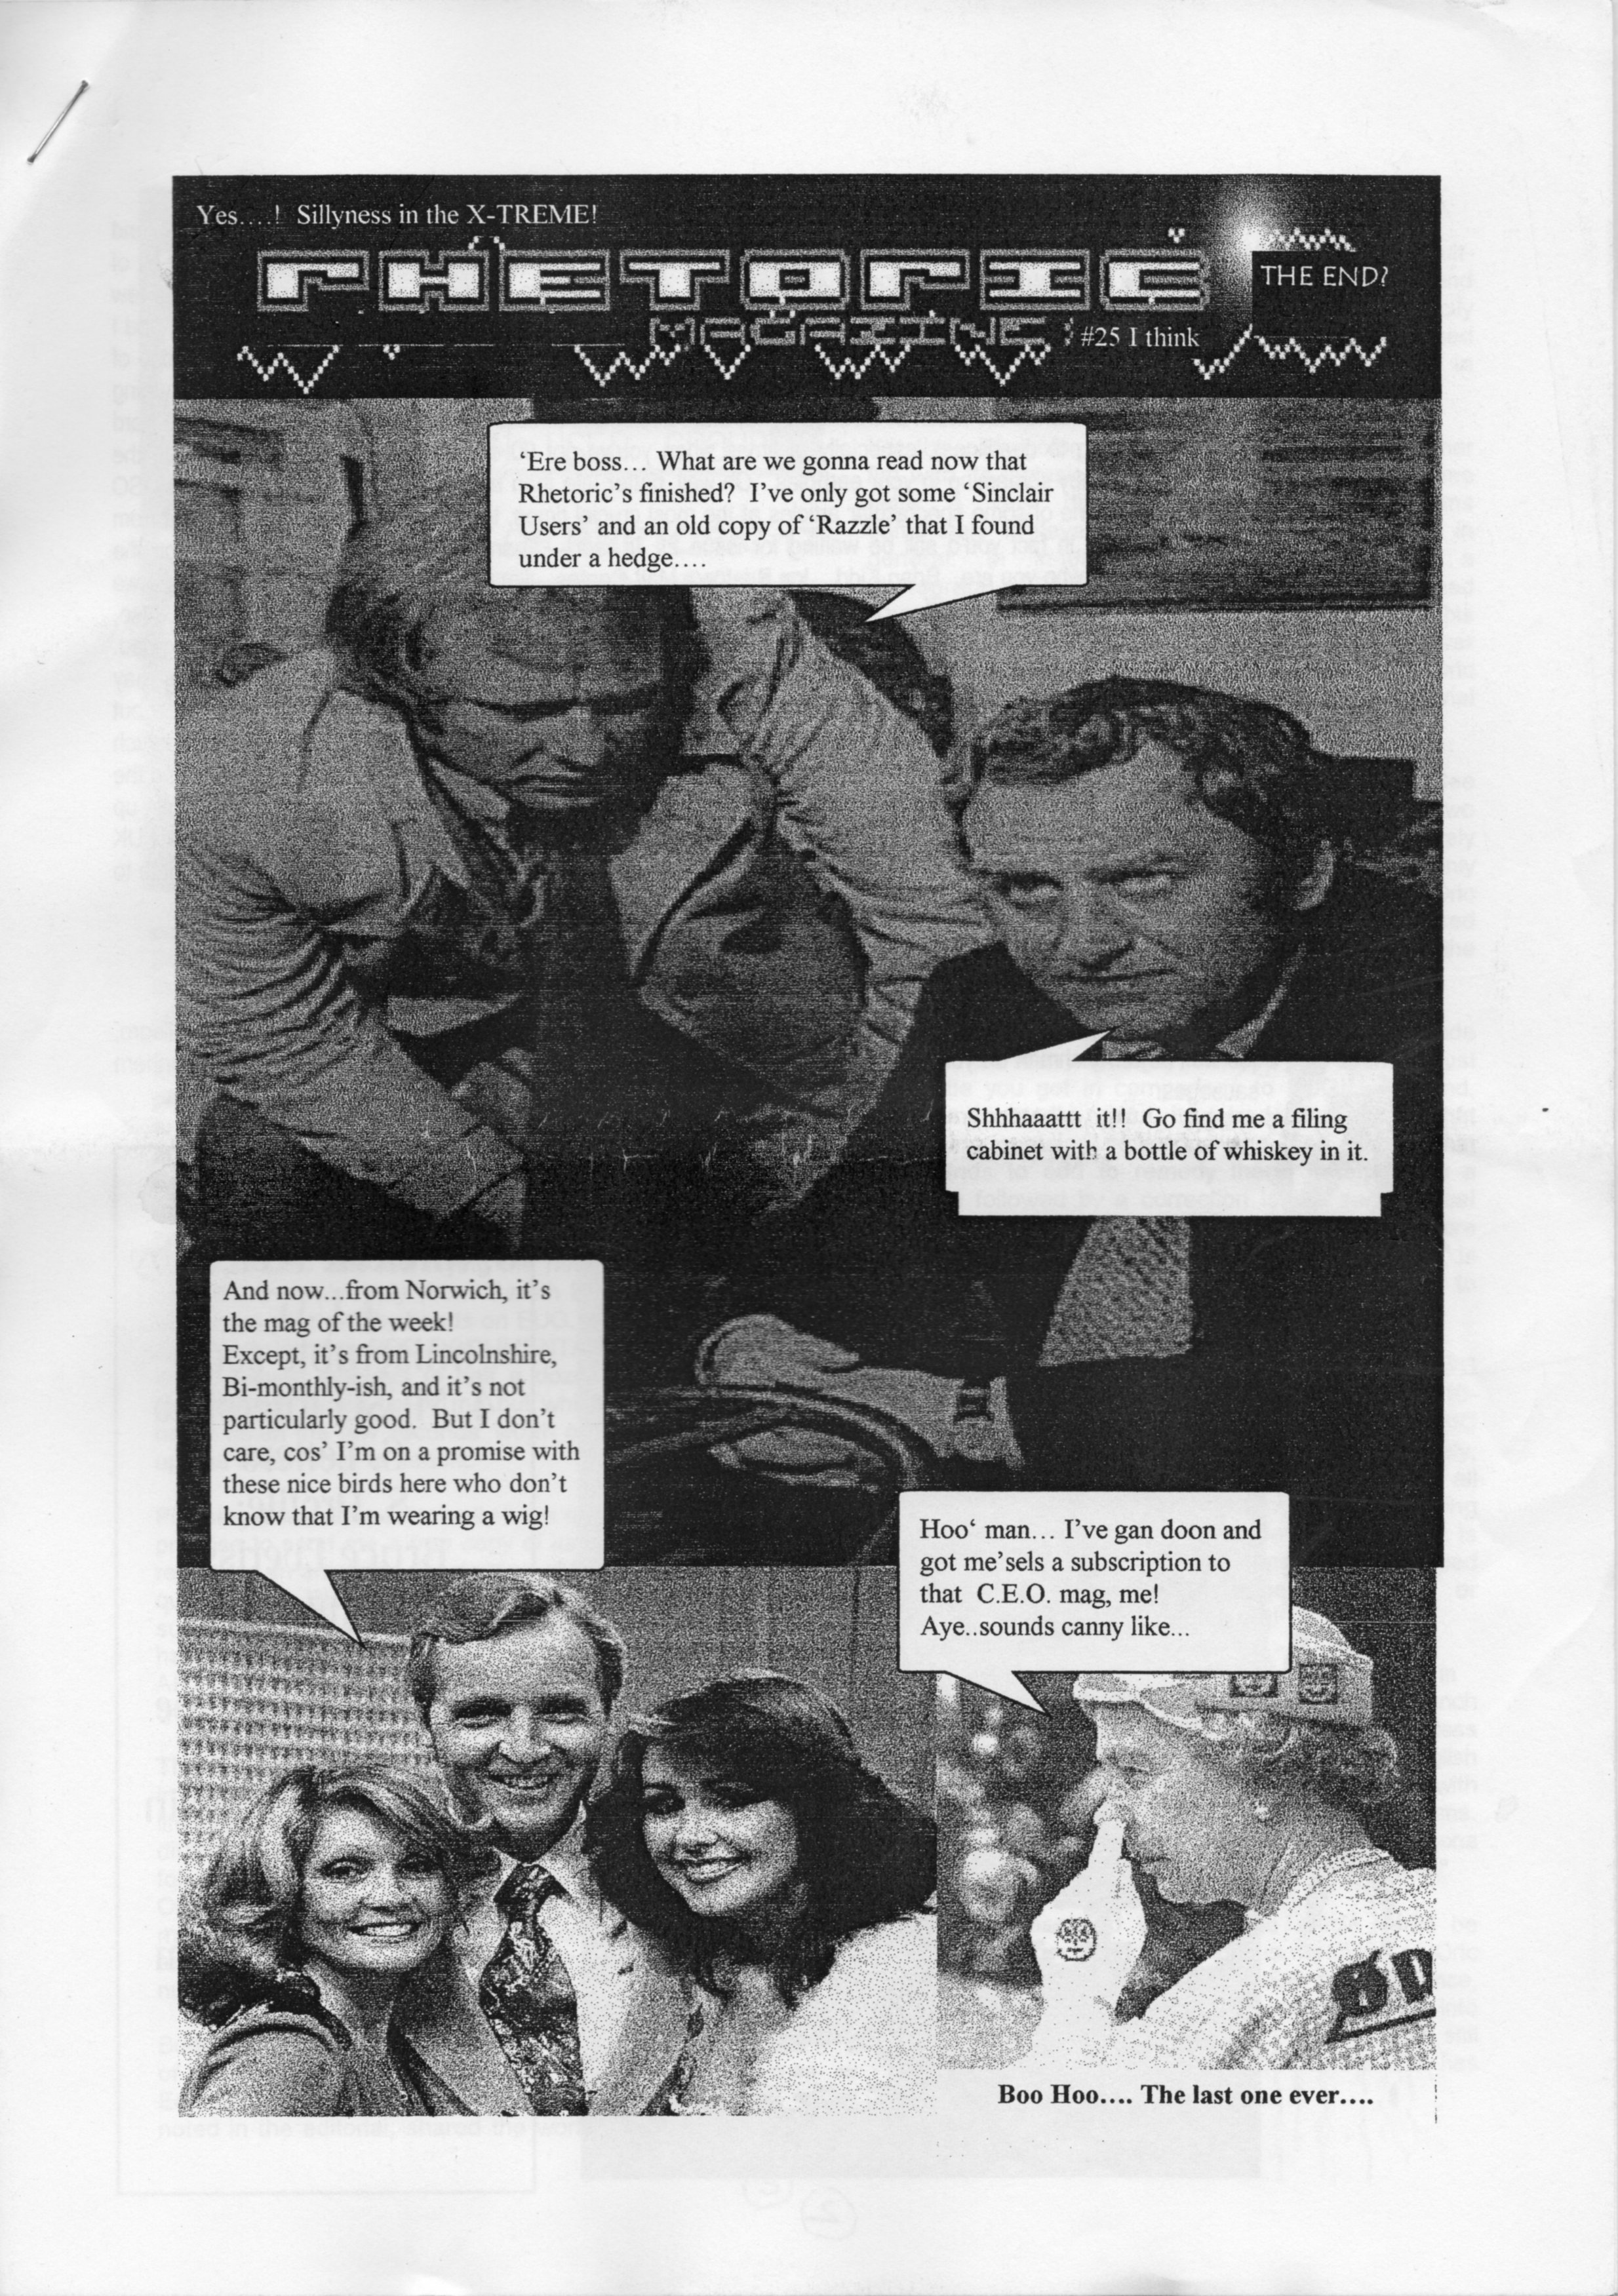 Yes....! Sillyness in the X-TREME!
RHETORIC
THE END?
MAGAZINE : #25 I think
‘Ere boss... What are we gonna read now that
Rhetoric’s finished? I’ve only got some ‘Sinclair
Users’ and an old copy of ‘Razzle’ that I found
under a hedge....
Shhhaaattt it!! Go find me a filing
cabinet with a bottle of whiskey in it.
And now...from Norwich, it’s
the mag of the week!
Except, it’s from Lincolnshire,
Bi-monthly-ish, and it’s not
particularly good. But I don’t
care, cos’ I’m on a promise with
these nice birds here who don’t
know that I’m wearing a wig!
Hoo‘ man... I’ve gan doon and
got me’sels a subscription to
that C.E.O. mag, me!
Aye..sounds canny like...
Boo Hoo.... The last one ever....